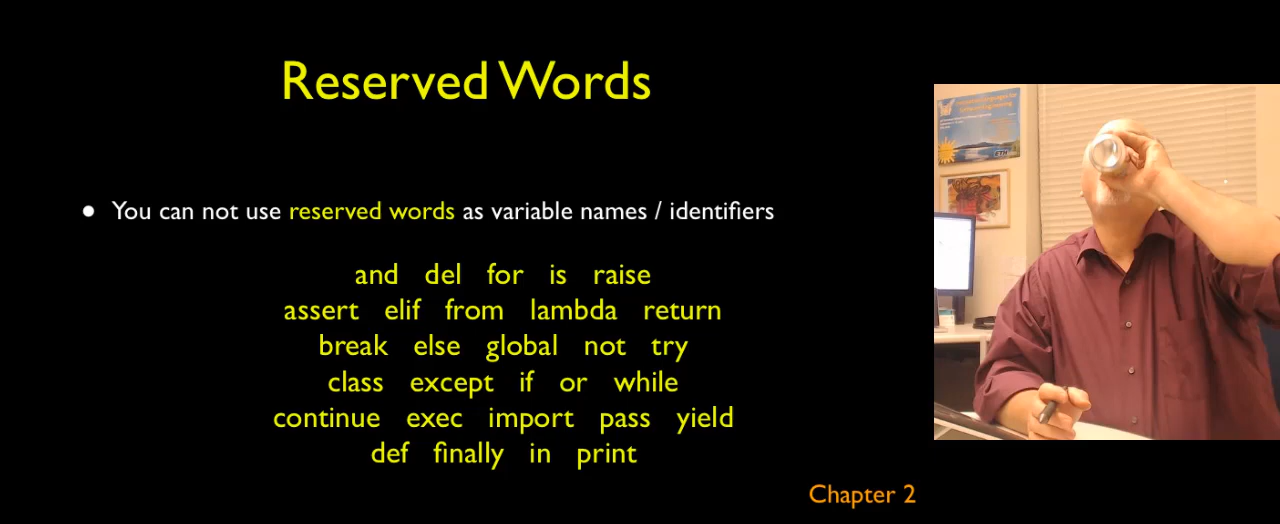 Reserved Words
● You can not use reserved words as variable names / identifiers
and del for is raise
assert elif from lambda return
break else global not try
class except if or while
continue exec import pass yield
def finally in print
Chapter 2
ETH